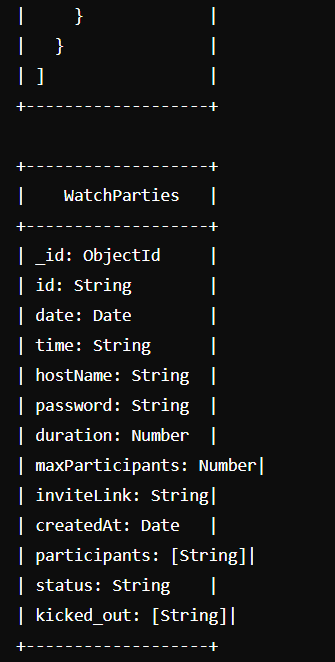 |     }             |
|   }               |
| ]                 |
+-------------------+
+-------------------+
|    WatchParties   |
+-------------------+
| _id: ObjectId     |
| id: String        |
| date: Date        |
| time: String      |
| hostName: String  |
| password: String  |
| duration: Number  |
| maxParticipants: Number|
| inviteLink: String|
| createdAt: Date   |
| participants: [String]|
| status: String    |
| kicked_out: [String]|
+-------------------+